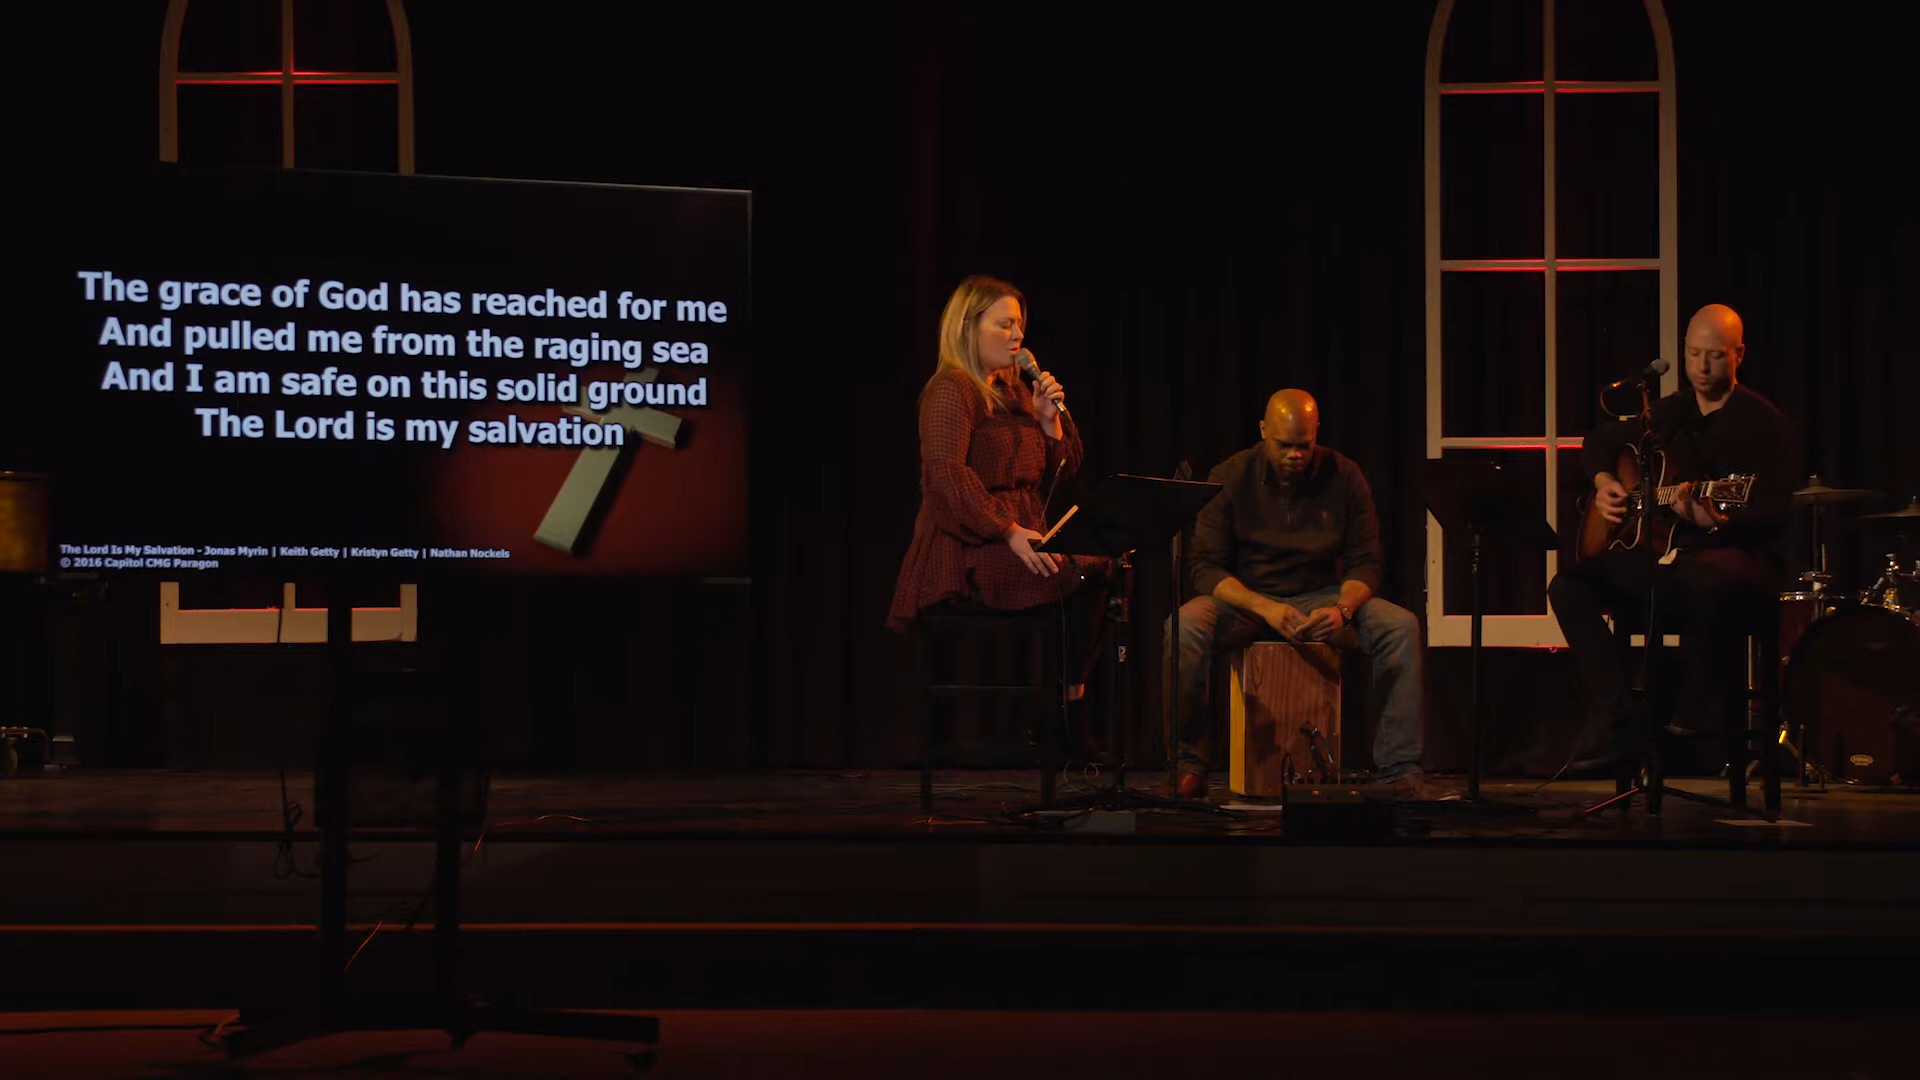 The grace of God has reached for me
And pulled me from the raging sea
And I am safe on this solid ground
The Lord is my salvation
The Lord Is My Salvation - Jonas Myrin | Keith Getty | Kristyn Getty | Nathan Nockels
© 2016 Capitol CMG Paragon